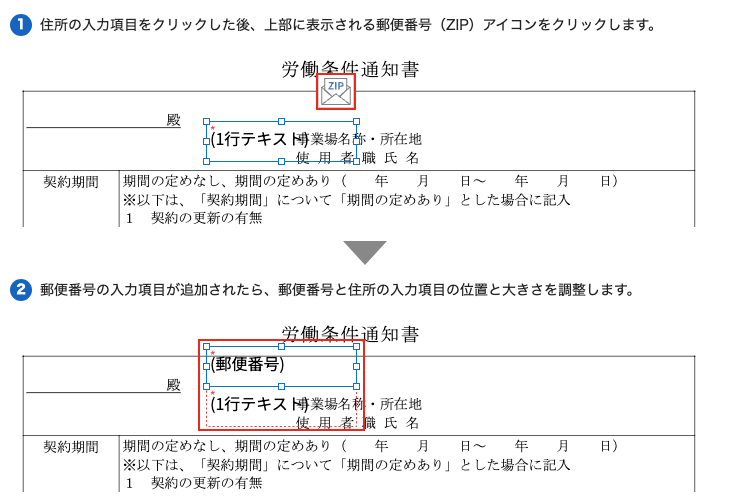 1 住所の入力項目をクリックした後、上部に表示される郵便番号（ZIP）アイコンをクリックします。
労働条件通知書
ZIP
殿
*
(1行テキスト)
事業場名称・所在地
使用者職氏名
契約期間 期間の定めなし、期間の定めあり（　　年　　月　　日～　　年　　月　　日）
※以下は、「契約期間」について「期間の定めあり」とした場合に記入
1　契約の更新の有無
2 郵便番号の入力項目が追加されたら、郵便番号と住所の入力項目の位置と大きさを調整します。
労働条件通知書
*
(郵便番号)
殿
*
(1行テキスト)
事業場名称・所在地
使用者職氏名
契約期間 期間の定めなし、期間の定めあり（　　年　　月　　日～　　年　　月　　日）
※以下は、「契約期間」について「期間の定めあり」とした場合に記入
1　契約の更新の有無